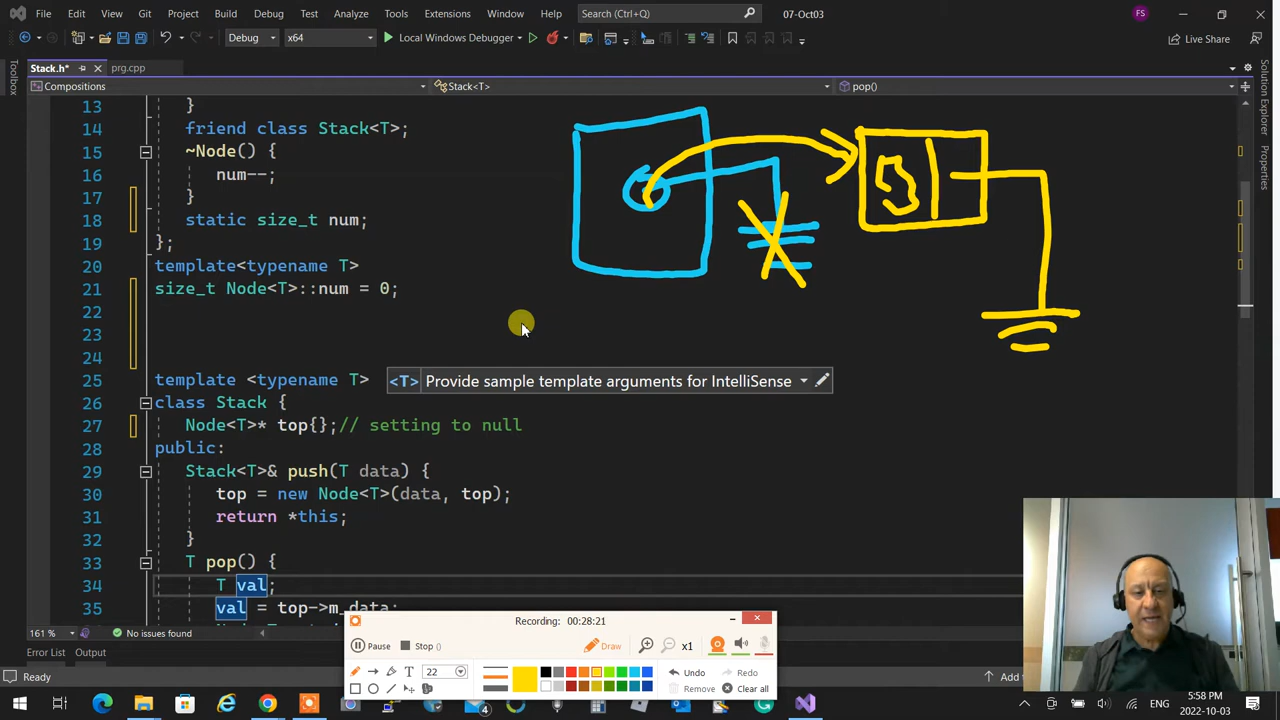 File Edit View Git Project Build Debug Test Analyze Tools Extensions Window Help Search (Ctrl+Q) 07-Oct03 FS
Debug x64 Local Windows Debugger Live Share
Toolbox
Stack.h* prg.cpp
Compositions Stack<T> pop()
Solution Explorer Properties
13 }
14 friend class Stack<T>;
15 ~Node() {
16 num--;
17 }
18 static size_t num;
19 };
20 template<typename T>
21 size_t Node<T>::num = 0;
22
23
24
25 template <typename T>
<T> Provide sample template arguments for IntelliSense
26 class Stack {
27 Node<T>* top{};// setting to null
28 public:
29 Stack<T>& push(T data) {
30 top = new Node<T>(data, top);
31 return *this;
32 }
33 T pop() {
34 T val;
35 val = top->m_data;
161 % No issues found
Error List Output
Ready
Recording: 00:28:21
Pause Stop () Draw x1
T 22 Undo Redo
Remove Clear all
4 ENG 5:58 PM
2022-10-03